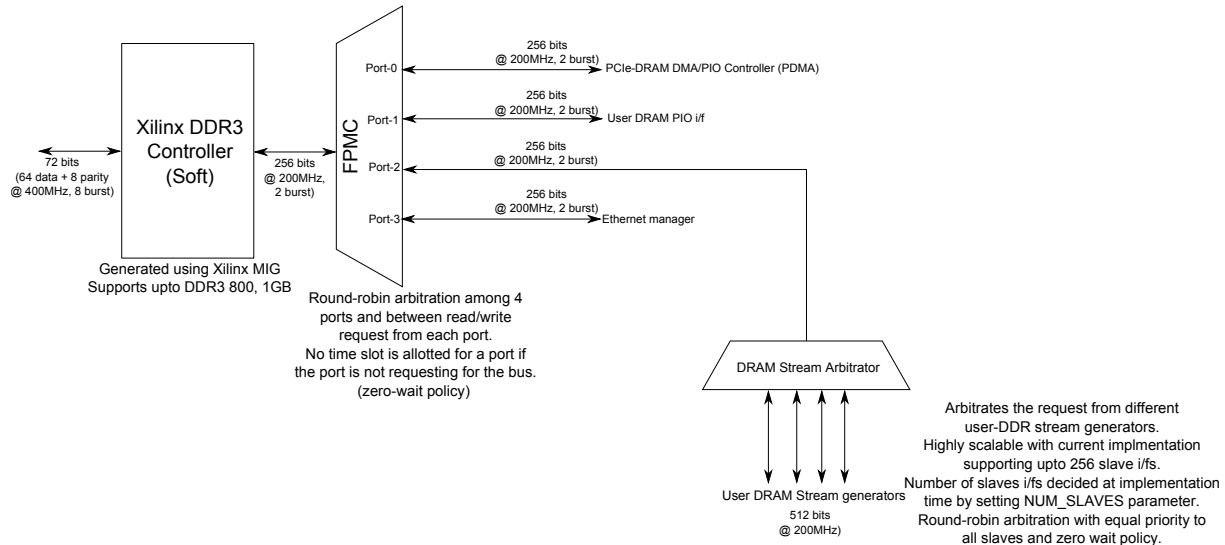 72 bits
(64 data + 8 parity
@ 400MHz, 8 burst)
Xilinx DDR3
Controller
(Soft)
Generated using Xilinx MIG
Supports upto DDR3 800, 1GB
256 bits
@ 200MHz,
2 burst)
FPMC
Port-0
Port-1
Port-2
Port-3
256 bits
@ 200MHz, 2 burst)
PCIe-DRAM DMA/PIO Controller (PDMA)
256 bits
@ 200MHz, 2 burst)
User DRAM PIO i/f
256 bits
@ 200MHz, 2 burst)
256 bits
@ 200MHz, 2 burst)
Ethernet manager
Round-robin arbitration among 4
ports and between read/write
request from each port.
No time slot is allotted for a port if
the port is not requesting for the bus.
(zero-wait policy)
DRAM Stream Arbitrator
User DRAM Stream generators
512 bits
@ 200MHz)
Arbitrates the request from different
user-DDR stream generators.
Highly scalable with current implmentation
supporting upto 256 slave i/fs.
Number of slaves i/fs decided at implementation
time by setting NUM_SLAVES parameter.
Round-robin arbitration with equal priority to
all slaves and zero wait policy.